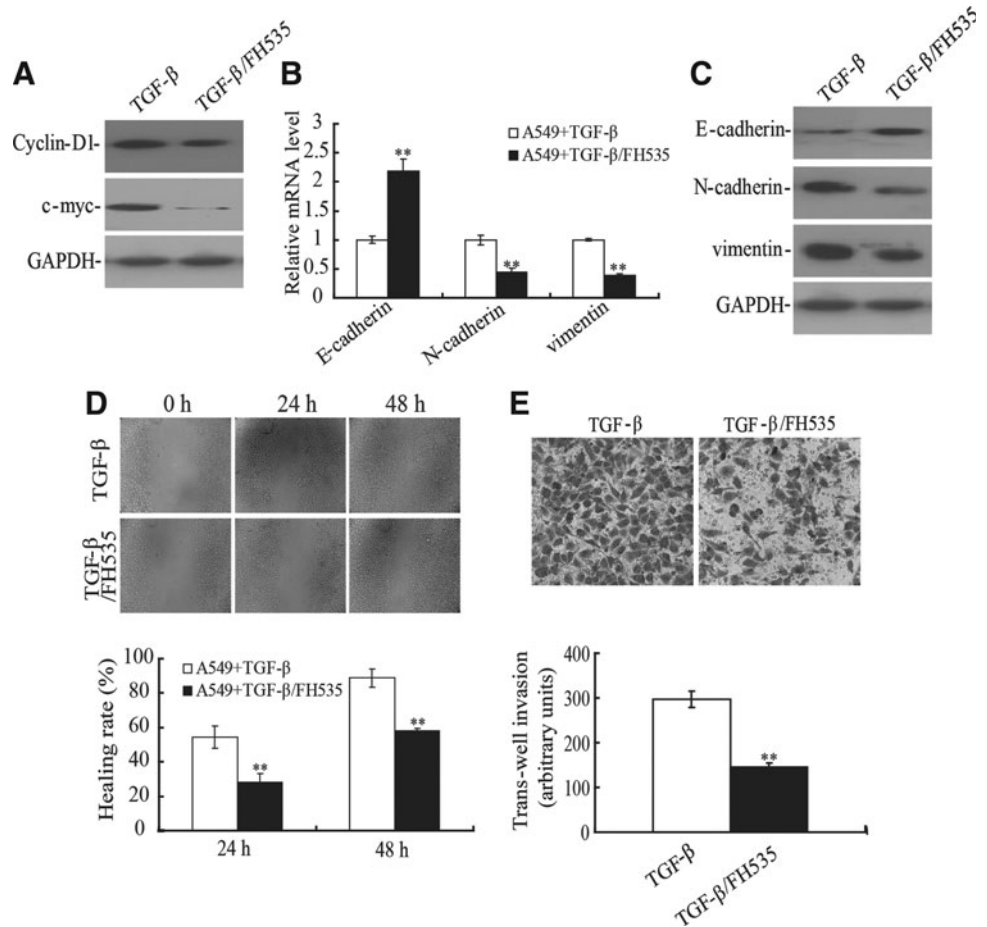 A
TGF-β
TGF-β/FH535
Cyclin-D1-
c-myc-
GAPDH-
B
Relative mRNA level
3
2.5
2
1.5
1
0.5
0
A549+TGF-β
A549+TGF-β/FH535
**
**
**
E-cadherin
N-cadherin
vimentin
C
TGF-β
TGF-β/FH535
E-cadherin-
N-cadherin-
vimentin-
GAPDH-
D
0 h 24 h 48 h
TGF-β
TGF-β
/FH535
Healing rate (%)
100
80
60
40
20
0
A549+TGF-β
A549+TGF-β/FH535
**
**
24 h
48 h
E
TGF-β TGF-β/FH535
Trans-well invasion
(arbitrary units)
400
300
200
100
0
**
TGF-β
TGF-β/FH535